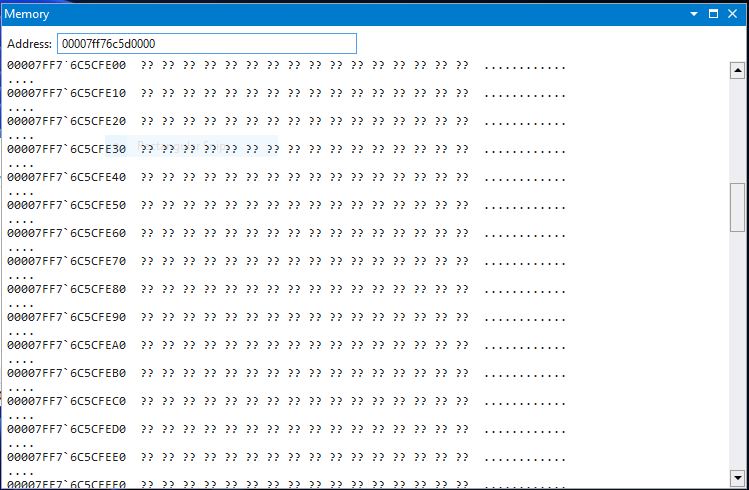 Memory
Address: 00007ff76c5d0000
00007FF7`6C5CFE00 ?? ?? ?? ?? ?? ?? ?? ?? ?? ?? ?? ?? ?? ?? ?? ?? ............
....
00007FF7`6C5CFE10 ?? ?? ?? ?? ?? ?? ?? ?? ?? ?? ?? ?? ?? ?? ?? ?? ............
....
00007FF7`6C5CFE20 ?? ?? ?? ?? ?? ?? ?? ?? ?? ?? ?? ?? ?? ?? ?? ?? ............
....
00007FF7`6C5CFE30 ?? ?? ?? ?? ?? ?? ?? ?? ?? ?? ?? ?? ?? ?? ?? ?? ............
....
00007FF7`6C5CFE40 ?? ?? ?? ?? ?? ?? ?? ?? ?? ?? ?? ?? ?? ?? ?? ?? ............
....
00007FF7`6C5CFE50 ?? ?? ?? ?? ?? ?? ?? ?? ?? ?? ?? ?? ?? ?? ?? ?? ............
....
00007FF7`6C5CFE60 ?? ?? ?? ?? ?? ?? ?? ?? ?? ?? ?? ?? ?? ?? ?? ?? ............
....
00007FF7`6C5CFE70 ?? ?? ?? ?? ?? ?? ?? ?? ?? ?? ?? ?? ?? ?? ?? ?? ............
....
00007FF7`6C5CFE80 ?? ?? ?? ?? ?? ?? ?? ?? ?? ?? ?? ?? ?? ?? ?? ?? ............
....
00007FF7`6C5CFE90 ?? ?? ?? ?? ?? ?? ?? ?? ?? ?? ?? ?? ?? ?? ?? ?? ............
....
00007FF7`6C5CFEA0 ?? ?? ?? ?? ?? ?? ?? ?? ?? ?? ?? ?? ?? ?? ?? ?? ............
....
00007FF7`6C5CFEB0 ?? ?? ?? ?? ?? ?? ?? ?? ?? ?? ?? ?? ?? ?? ?? ?? ............
....
00007FF7`6C5CFEC0 ?? ?? ?? ?? ?? ?? ?? ?? ?? ?? ?? ?? ?? ?? ?? ?? ............
....
00007FF7`6C5CFED0 ?? ?? ?? ?? ?? ?? ?? ?? ?? ?? ?? ?? ?? ?? ?? ?? ............
....
00007FF7`6C5CFEE0 ?? ?? ?? ?? ?? ?? ?? ?? ?? ?? ?? ?? ?? ?? ?? ?? ............
....
00007FF7`6C5CFEF0 ?? ?? ?? ?? ?? ?? ?? ?? ?? ?? ?? ?? ?? ?? ?? ?? ............